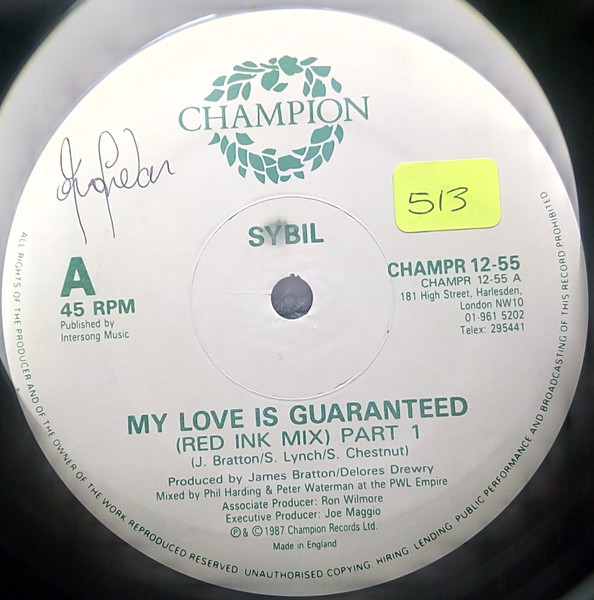 CHAMPION
513
SYBIL
A
45 RPM
Published by
Intersong Music
CHAMPR 12-55
CHAMPR 12-55 A
181 High Street, Harlesden,
London NW10
01-961 5202
Telex: 295441
MY LOVE IS GUARANTEED
(RED INK MIX) PART 1
(J. Bratton/S. Lynch/S. Chestnut)
Produced by James Bratton/Delores Drewry
Mixed by Phil Harding & Peter Waterman at the PWL Empire
Associate Producer: Ron Wilmore
Executive Producer: Joe Maggio
℗ & © 1987 Champion Records Ltd.
Made in England
ALL RIGHTS OF THE PRODUCER AND OF THE OWNER OF THE WORK REPRODUCED RESERVED. UNAUTHORISED COPYING, HIRING, LENDING, PUBLIC PERFORMANCE AND BROADCASTING OF THIS RECORD PROHIBITED